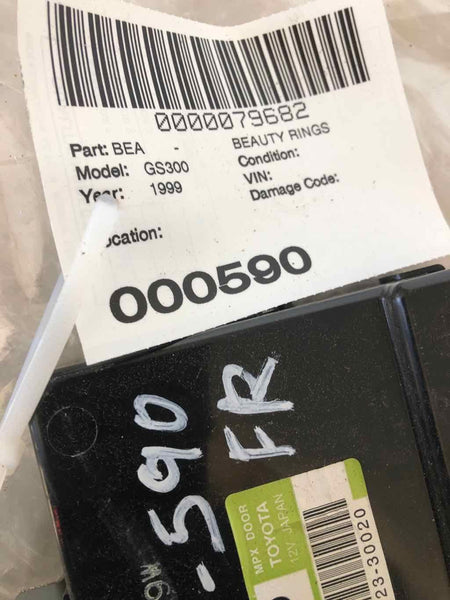 0000079682
Part: BEA -
BEAUTY RINGS
Model: GS300
Condition:
Year: 1999
VIN:
Damage Code:
ocation:
000590
590
- FR
MPX DOOR
TOYOTA
12V JAPAN
23-30020